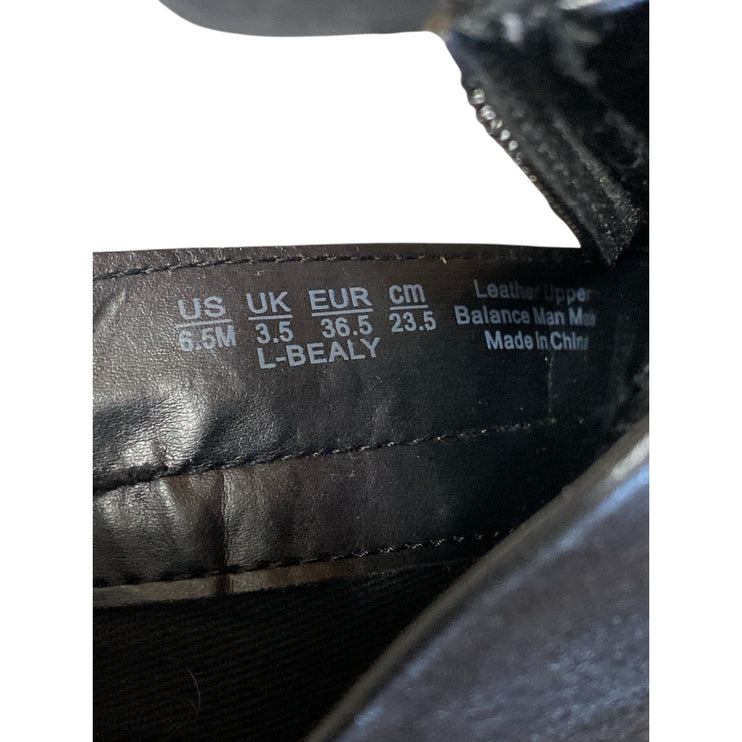 US UK EUR cm
6.5M 3.5 36.5 23.5
L-BEALY
Leather Upper
Balance Man Made
Made in China